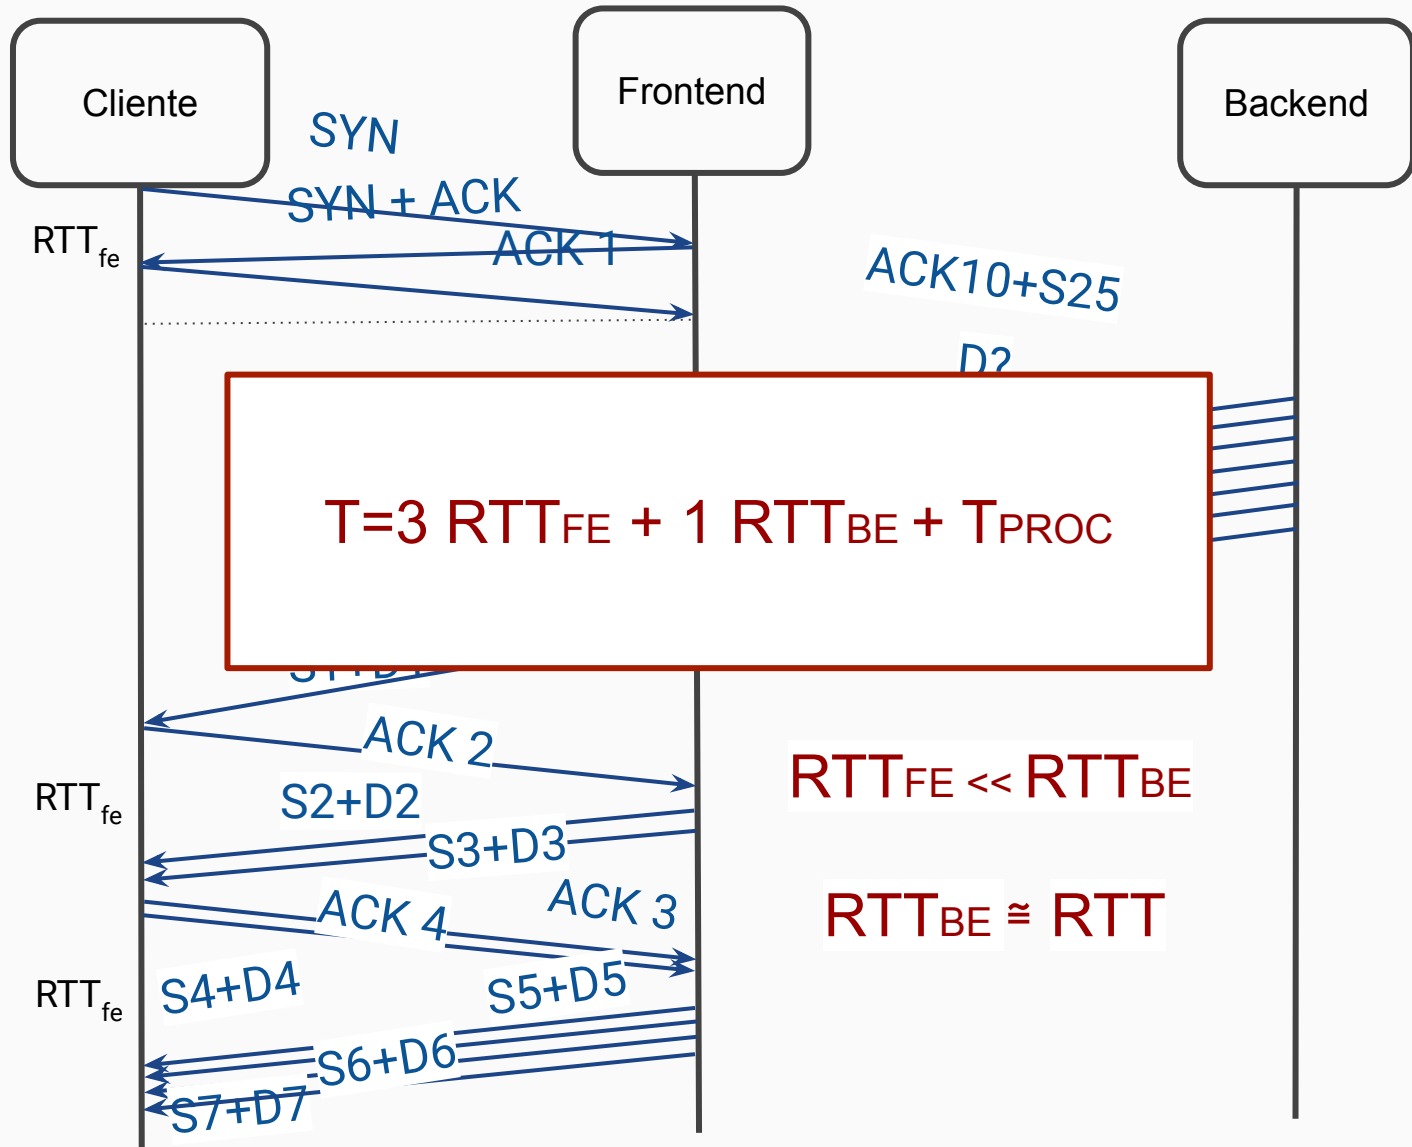 Cliente
Frontend
Backend
SYN
SYN + ACK
ACK 1
RTTfe
ACK10+S25
D?
T=3 RTTFE + 1 RTTBE + TPROC
ACK 2
RTTFE << RTTBE
RTTfe
S2+D2
S3+D3
ACK 3
ACK 4
RTTBE ≅ RTT
S4+D4
S5+D5
RTTfe
S6+D6
S7+D7